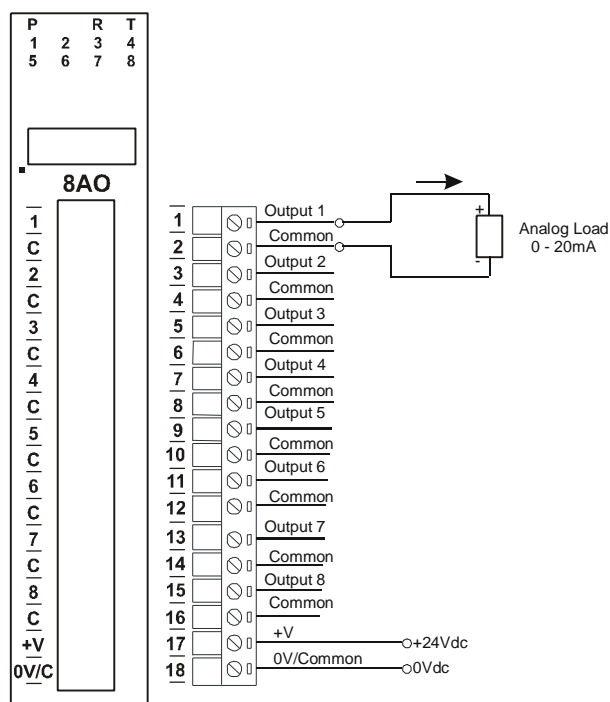 P R T
1 2 3 4
5 6 7 8
8AO
1
C
2
C
3
C
4
C
5
C
6
C
7
C
8
C
+V
0V/C
1 Output 1
2 Common
3 Output 2
4 Common
5 Output 3
6 Common
7 Output 4
8 Common
9 Output 5
10 Common
11 Output 6
12 Common
13 Output 7
14 Common
15 Output 8
16 Common
17 +V +24Vdc
18 0V/Common 0Vdc
+
-
Analog Load
0 - 20mA